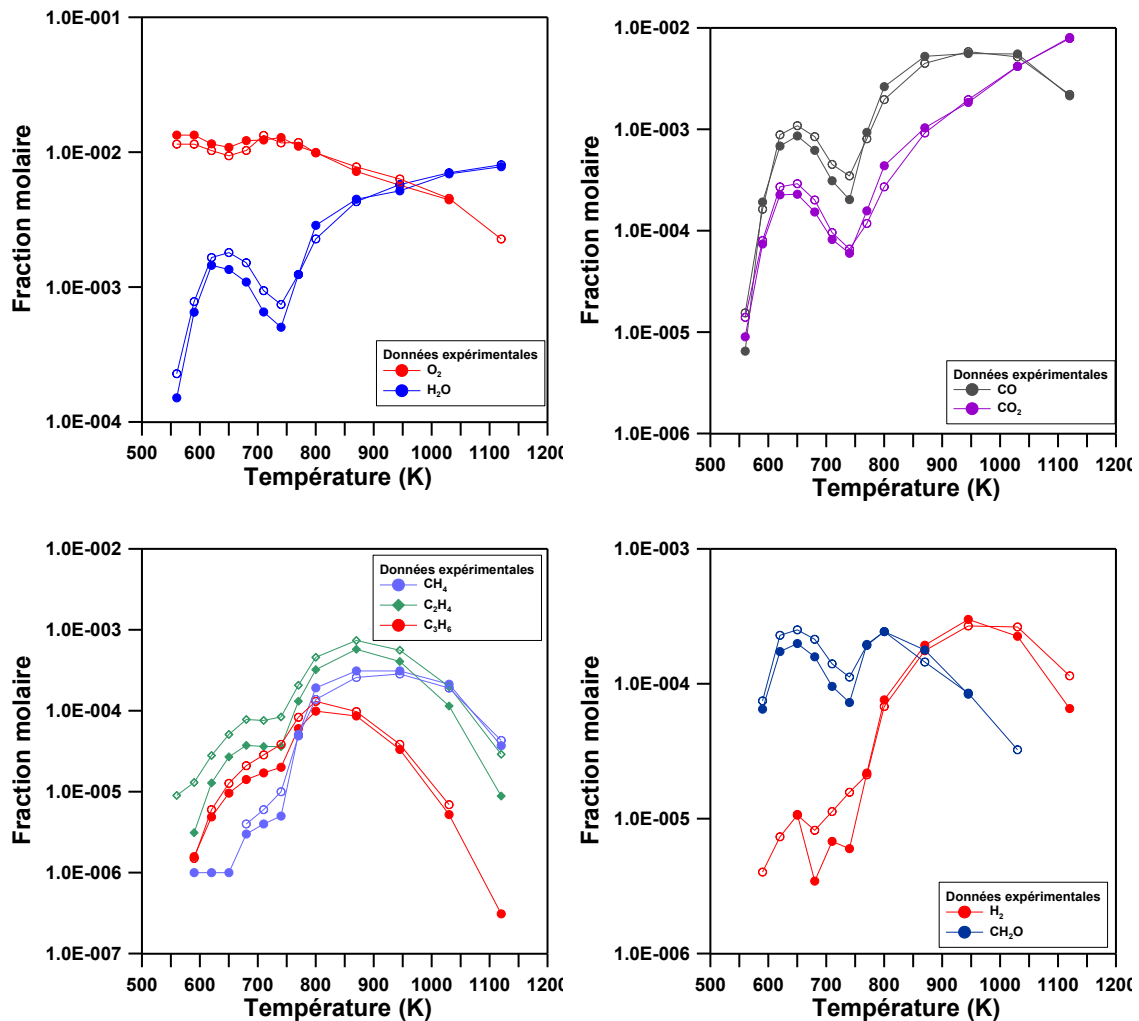 1.0E-001
1.0E-002
1.0E-003
1.0E-004
Fraction molaire
Données expérimentales
O₂
H₂O
500 600 700 800 900 1000 1100 1200
Température (K)
1.0E-002
1.0E-003
1.0E-004
1.0E-005
1.0E-006
Fraction molaire
Données expérimentales
CO
CO₂
500 600 700 800 900 1000 1100 1200
Température (K)
1.0E-002
1.0E-003
1.0E-004
1.0E-005
1.0E-006
1.0E-007
Fraction molaire
Données expérimentales
CH₄
C₂H₄
C₃H₆
500 600 700 800 900 1000 1100 1200
Température (K)
1.0E-003
1.0E-004
1.0E-005
1.0E-006
Fraction molaire
Données expérimentales
H₂
CH₂O
500 600 700 800 900 1000 1100 1200
Température (K)